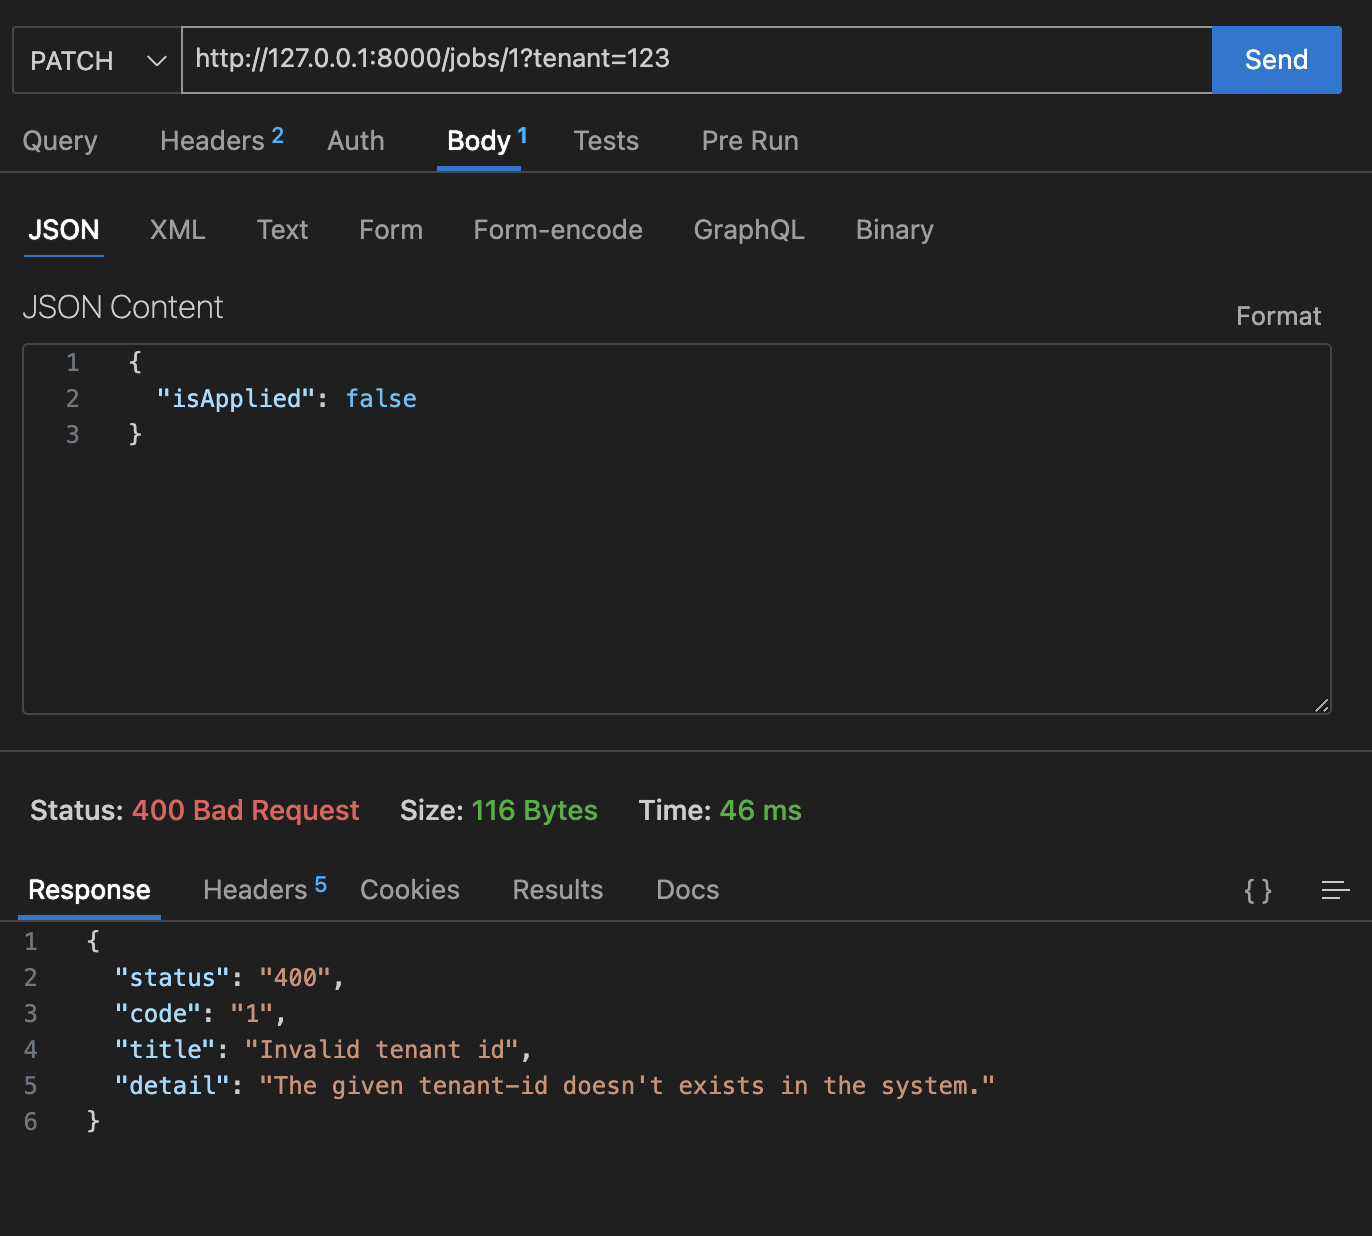 PATCH http://127.0.0.1:8000/jobs/1?tenant=123 Send
Query Headers 2 Auth Body 1 Tests Pre Run
JSON XML Text Form Form-encode GraphQL Binary
JSON Content
Format
1 {
2 "isApplied": false
3 }
Status: 400 Bad Request Size: 116 Bytes Time: 46 ms
Response Headers 5 Cookies Results Docs { }
1 {
2 "status": "400",
3 "code": "1",
4 "title": "Invalid tenant id",
5 "detail": "The given tenant-id doesn't exists in the system."
6 }